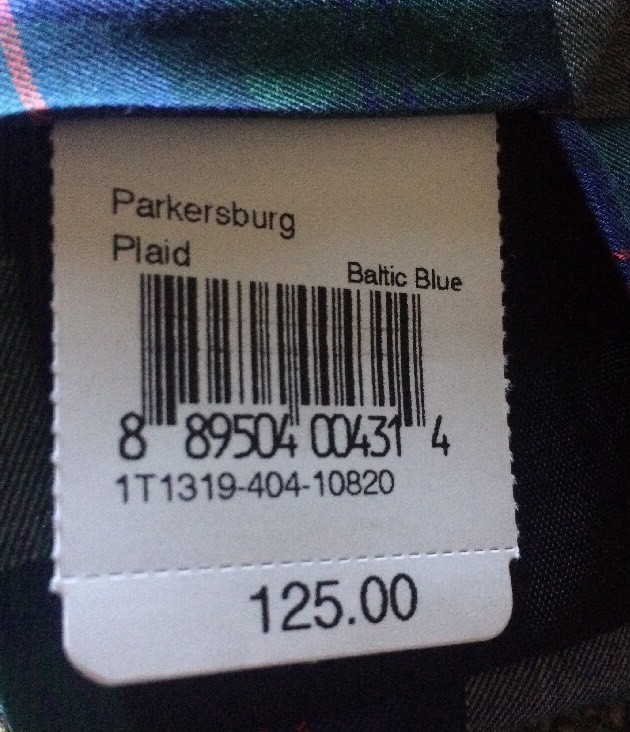 Parkersburg
Plaid
Baltic Blue
8 89504 00431 4
1T1319-404-10820
125.00